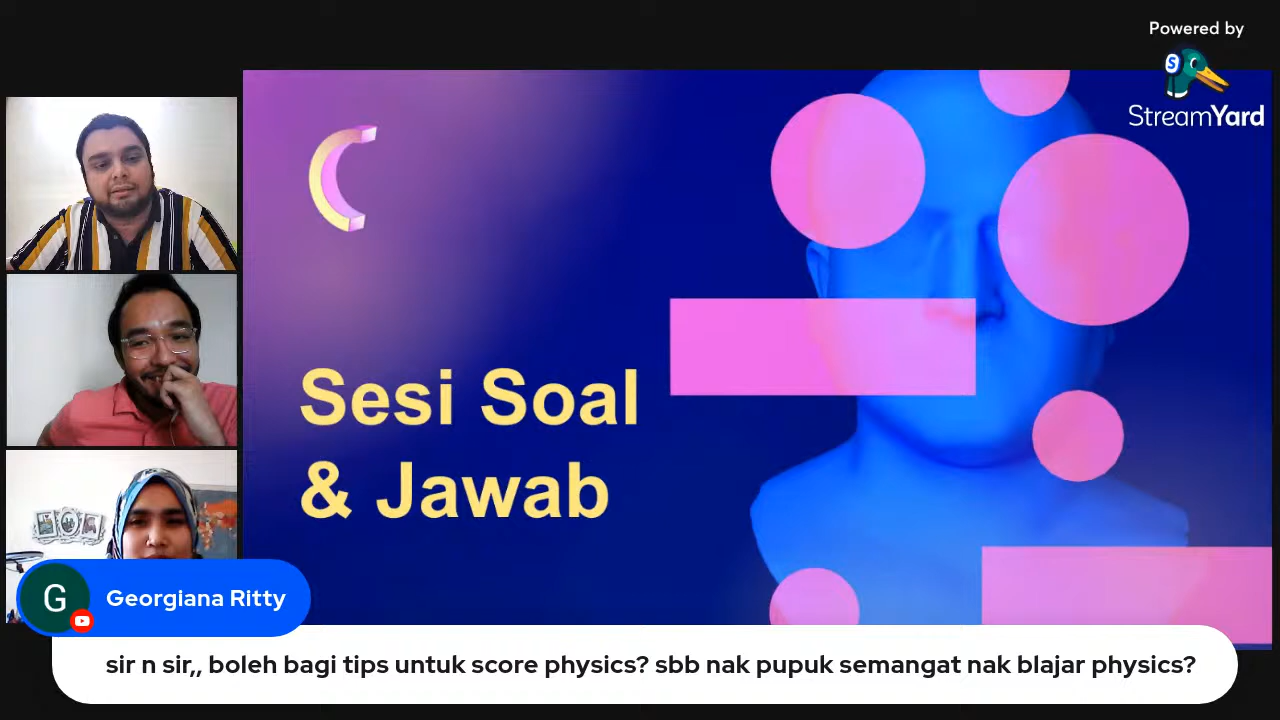 Powered by
S
StreamYard
Sesi Soal
& Jawab
G
Georgiana Ritty
sir n sir,, boleh bagi tips untuk score physics? sbb nak pupuk semangat nak blajar physics?